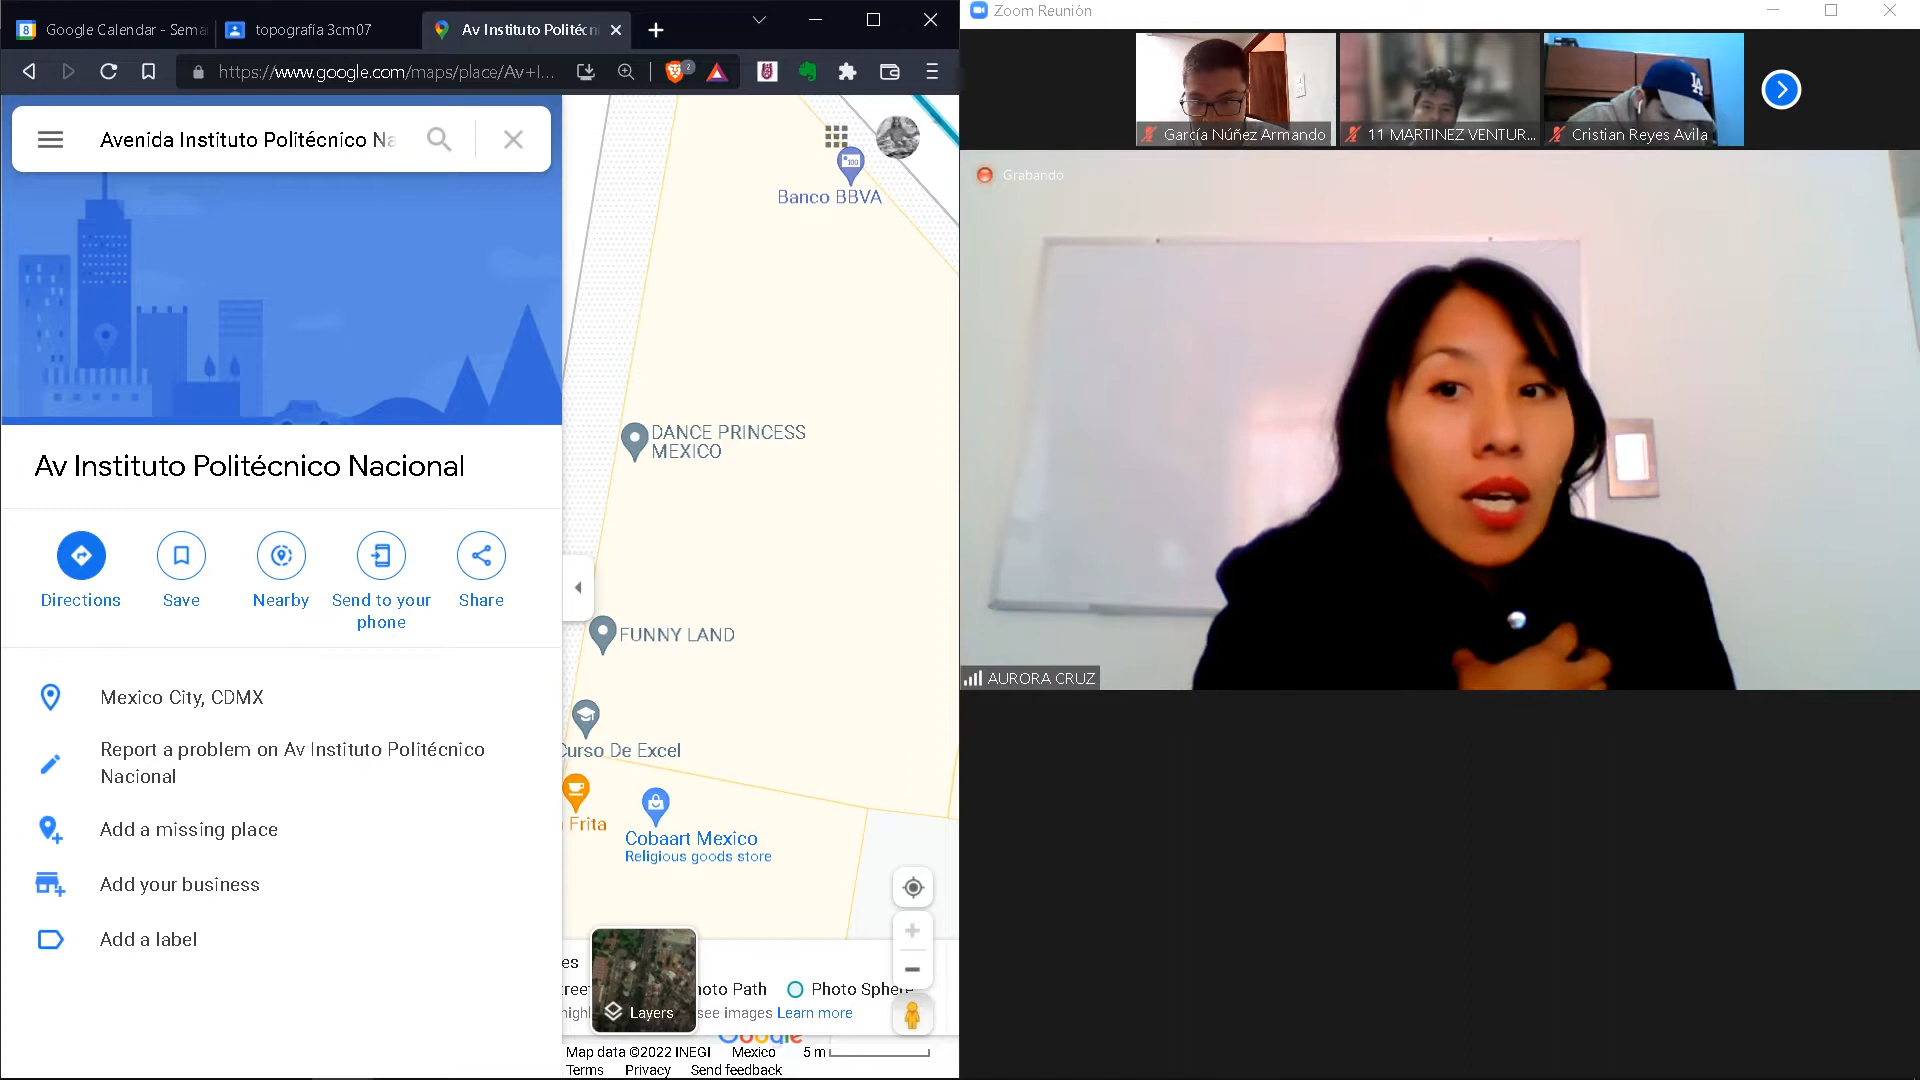 Google Calendar - Sema
topografía 3cm07
Av Instituto Politécn
https://www.google.com/maps/place/Av+I...
2
Avenida Instituto Politécnico Na
Banco BBVA
DANCE PRINCESS
MEXICO
Av Instituto Politécnico Nacional
Directions
Save
Nearby
Send to your
phone
Share
FUNNY LAND
Mexico City, CDMX
Report a problem on Av Instituto Politécnico
Nacional
Curso De Excel
Frita
Add a missing place
Cobaart Mexico
Religious goods store
Add your business
Add a label
Layers
Photo Path
Photo Sphere
see images Learn more
Google
Map data ©2022 INEGI
Mexico
5 m
Terms
Privacy
Send feedback
Zoom Reunión
García Núñez Armando
11 MARTINEZ VENTUR...
Cristian Reyes Avila
LA
Grabando
AURORA CRUZ